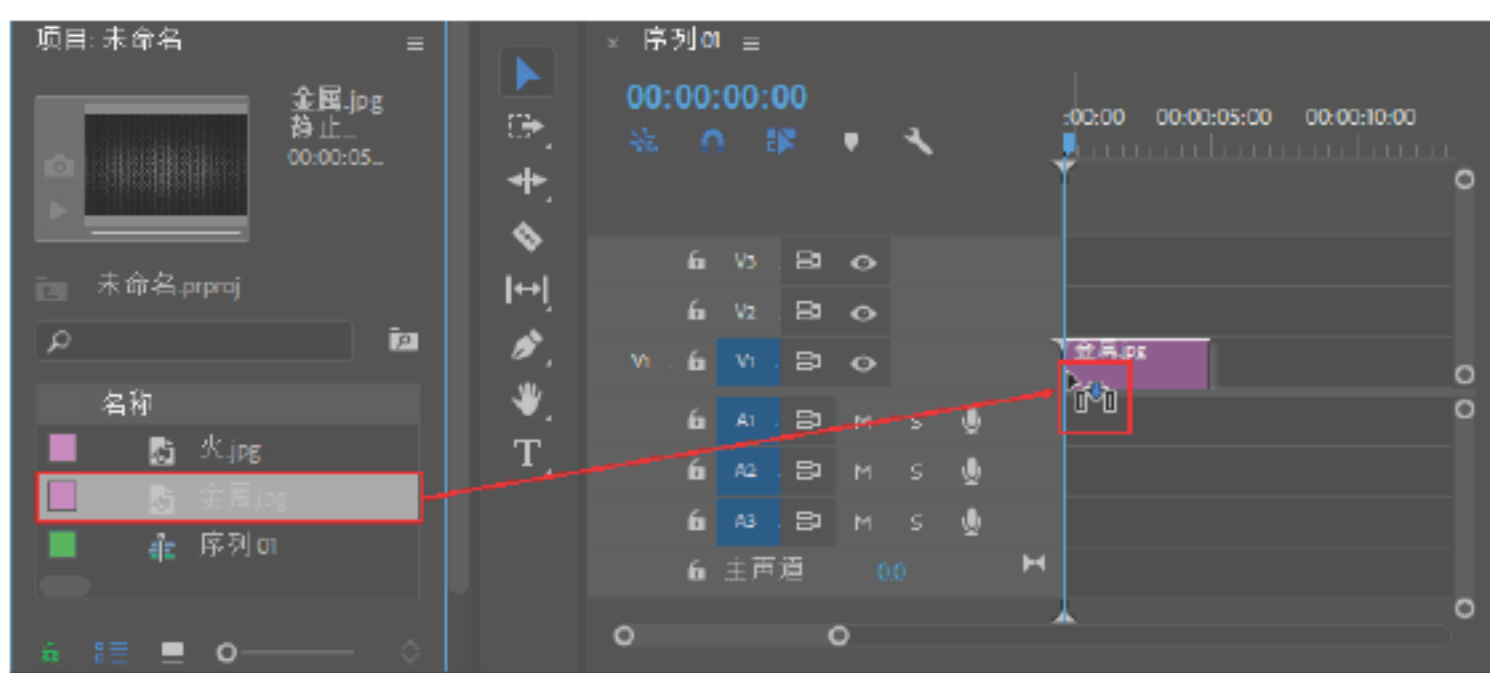 项目: 未命名
金属.jpg
静止...
00:00:05...
未命名.prproj
名称
火.jpg
金属.jpg
序列 01
T
× 序列 01
00:00:00:00
:00:00 00:00:05:00 00:00:10:00
V3
V2
V1 V1
金属.jpg
A1 M S
A2 M S
A3 M S
主声道 0.0